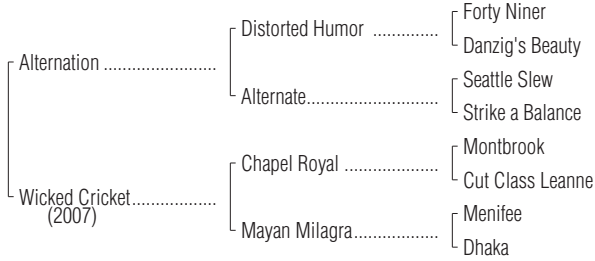 Forty Niner
Distorted Humor ..............
Danzig's Beauty
Alternation .......................
Seattle Slew
Alternate...........................
Strike a Balance
Montbrook
Chapel Royal ...................
Cut Class Leanne
Wicked Cricket.................
(2007)
Menifee
Mayan Milagra.................
Dhaka